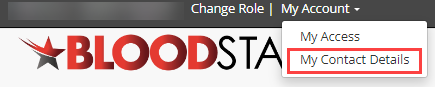 Change Role | My Account
BLOODSTA
My Access
My Contact Details